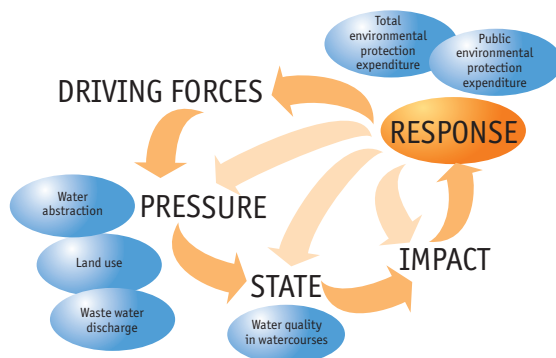 Total
environmental
protection
expenditure
Public
environmental
protection
expenditure
DRIVING FORCES
RESPONSE
Water
abstraction
PRESSURE
Land use
IMPACT
STATE
Waste water
discharge
Water quality
in watercourses